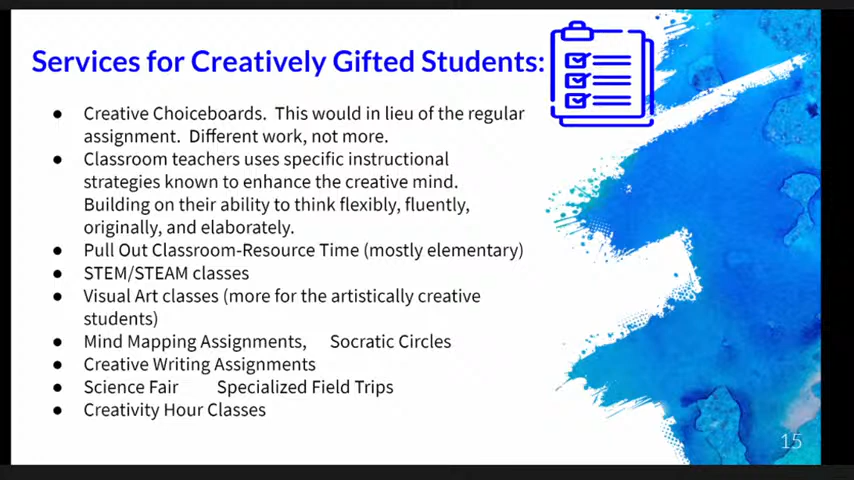 Services for Creatively Gifted Students:
● Creative Choiceboards. This would in lieu of the regular
assignment. Different work, not more.
● Classroom teachers uses specific instructional
strategies known to enhance the creative mind.
Building on their ability to think flexibly, fluently,
originally, and elaborately.
● Pull Out Classroom-Resource Time (mostly elementary)
● STEM/STEAM classes
● Visual Art classes (more for the artistically creative
students)
● Mind Mapping Assignments, Socratic Circles
● Creative Writing Assignments
● Science Fair Specialized Field Trips
● Creativity Hour Classes
15